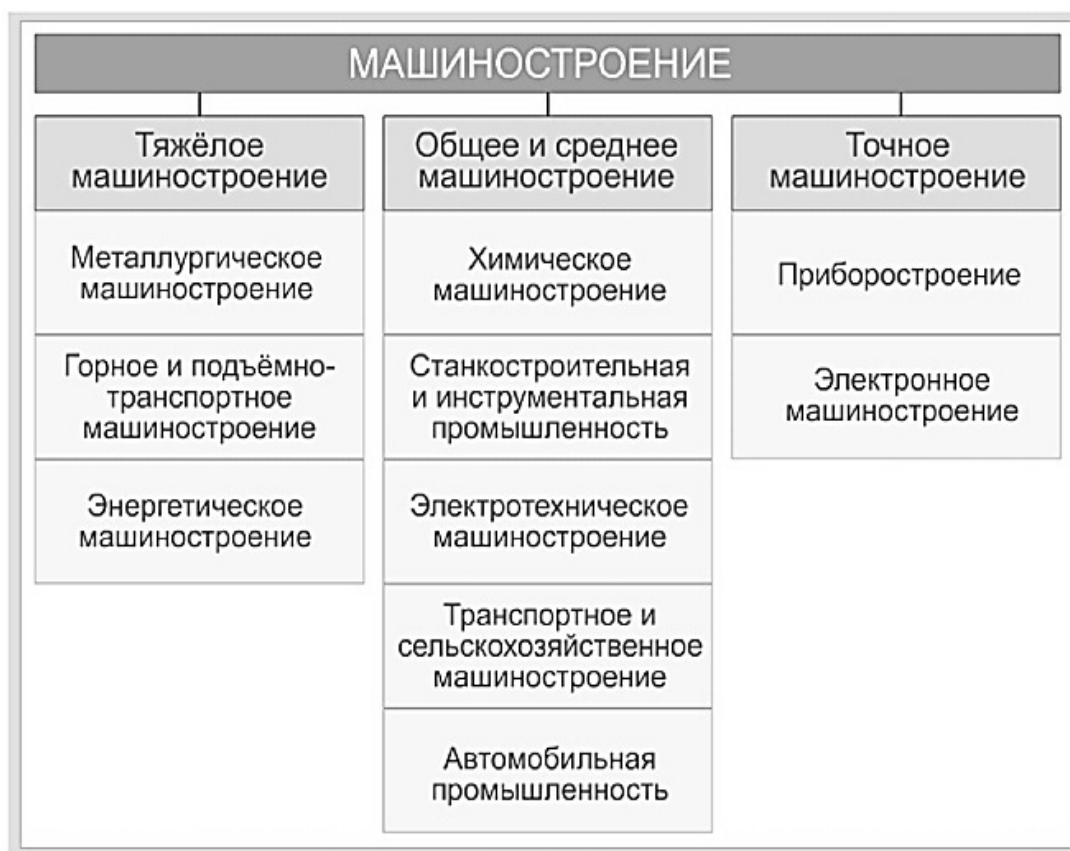 МАШИНОСТРОЕНИЕ
Тяжёлое
машиностроение
Металлургическое
машиностроение
Горное и подъёмно-
транспортное
машиностроение
Энергетическое
машиностроение
Общее и среднее
машиностроение
Химическое
машиностроение
Станкостроительная
и инструментальная
промышленность
Электротехническое
машиностроение
Транспортное и
сельскохозяйственное
машиностроение
Автомобильная
промышленность
Точное
машиностроение
Приборостроение
Электронное
машиностроение